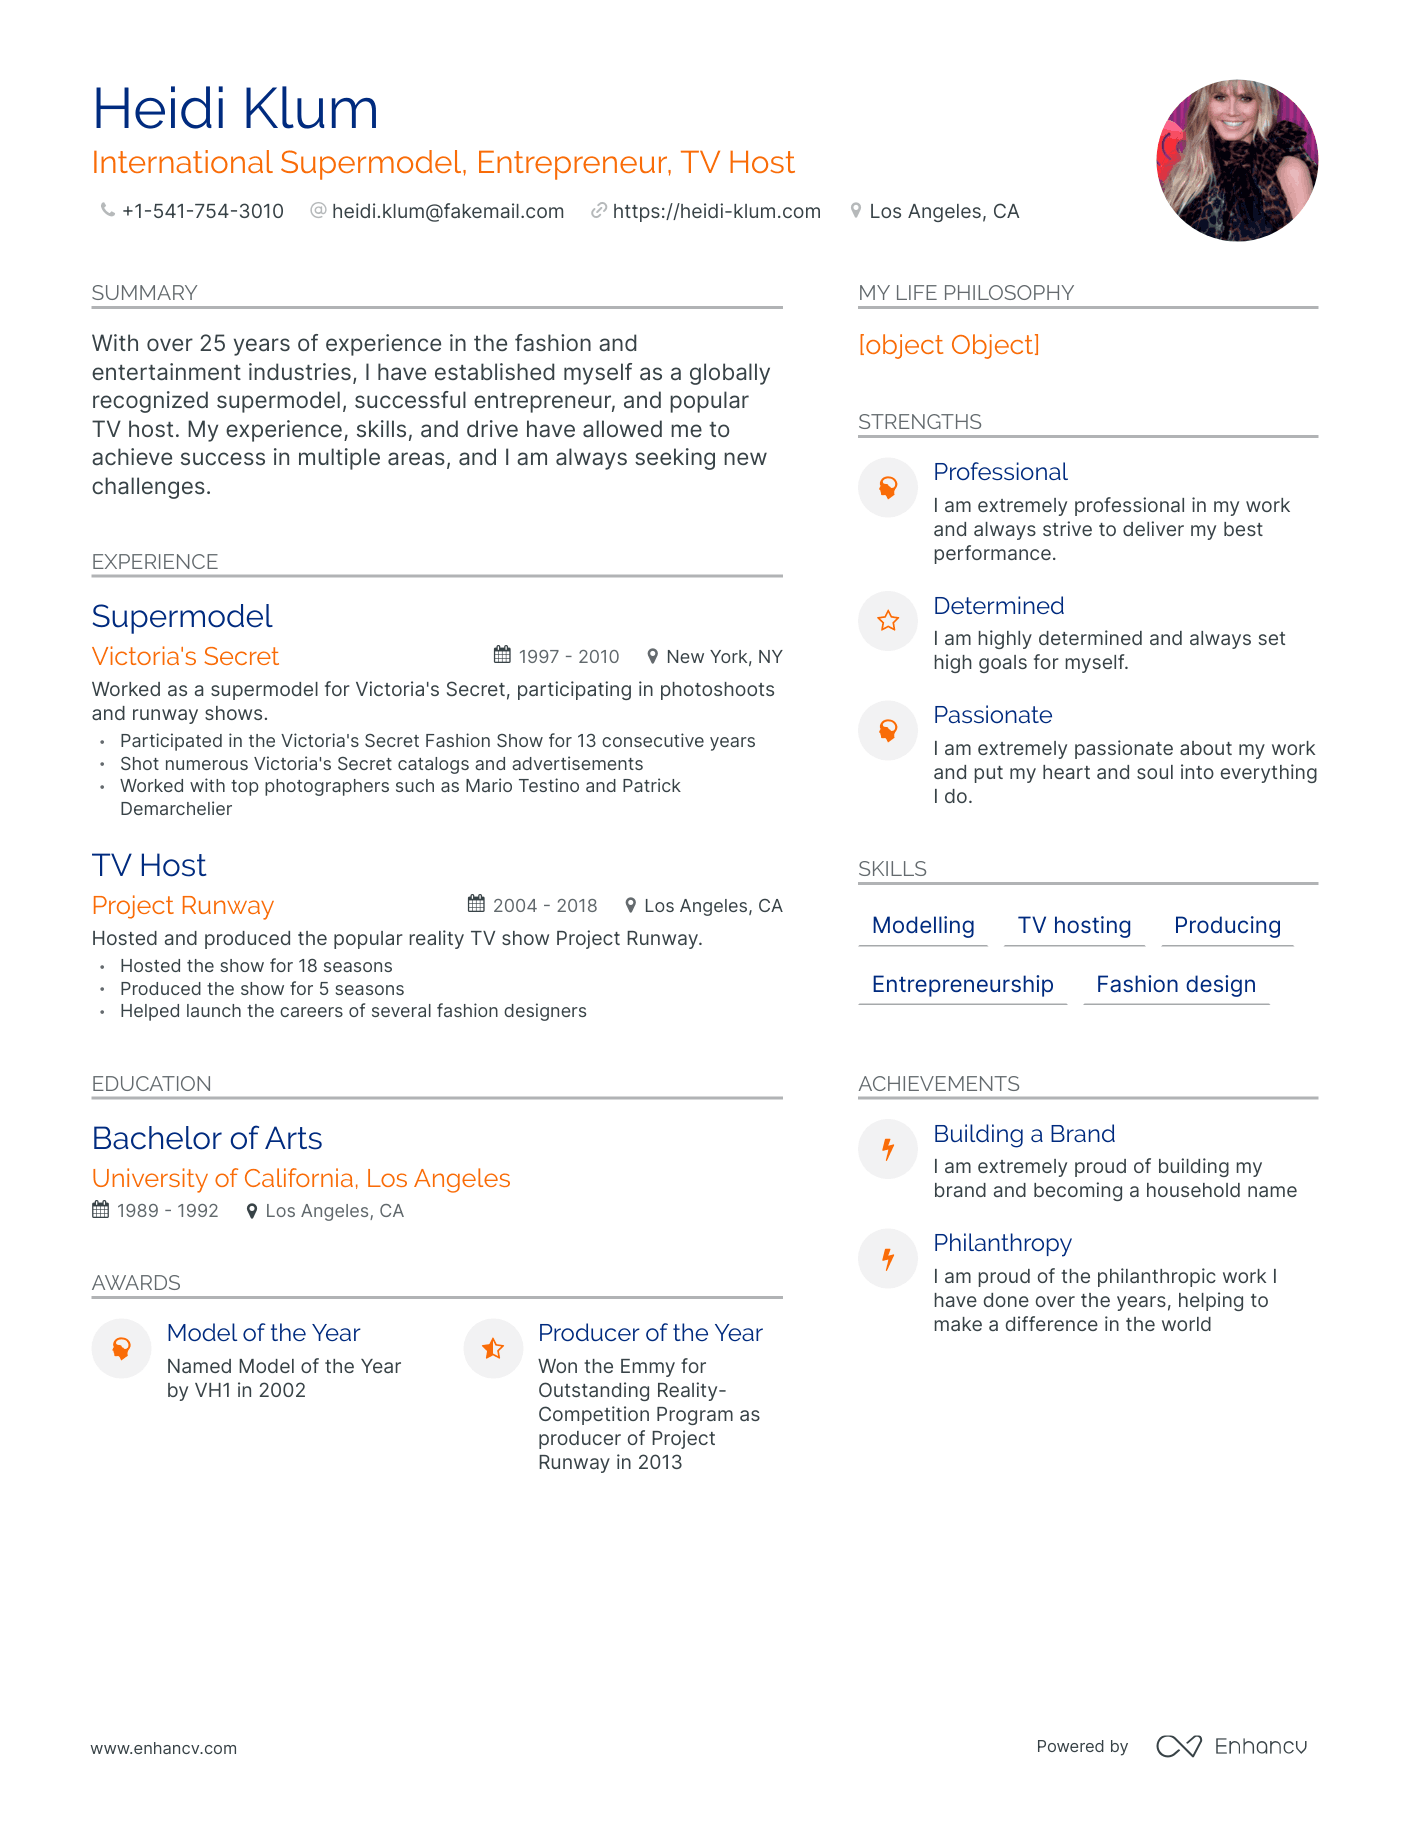 Heidi Klum
International Supermodel, Entrepreneur, TV Host
+1-541-754-3010 heidi.klum@fakemail.com https://heidi-klum.com Los Angeles, CA
SUMMARY
With over 25 years of experience in the fashion and
entertainment industries, I have established myself as a globally
recognized supermodel, successful entrepreneur, and popular
TV host. My experience, skills, and drive have allowed me to
achieve success in multiple areas, and I am always seeking new
challenges.
EXPERIENCE
Supermodel
Victoria's Secret 1997 - 2010 New York, NY
Worked as a supermodel for Victoria's Secret, participating in photoshoots
and runway shows.
• Participated in the Victoria's Secret Fashion Show for 13 consecutive years
• Shot numerous Victoria's Secret catalogs and advertisements
• Worked with top photographers such as Mario Testino and Patrick
Demarchelier
TV Host
Project Runway 2004 - 2018 Los Angeles, CA
Hosted and produced the popular reality TV show Project Runway.
• Hosted the show for 18 seasons
• Produced the show for 5 seasons
• Helped launch the careers of several fashion designers
EDUCATION
Bachelor of Arts
University of California, Los Angeles
1989 - 1992 Los Angeles, CA
AWARDS
Model of the Year
Named Model of the Year
by VH1 in 2002
Producer of the Year
Won the Emmy for
Outstanding Reality-
Competition Program as
producer of Project
Runway in 2013
MY LIFE PHILOSOPHY
[object Object]
STRENGTHS
Professional
I am extremely professional in my work
and always strive to deliver my best
performance.
Determined
I am highly determined and always set
high goals for myself.
Passionate
I am extremely passionate about my work
and put my heart and soul into everything
I do.
SKILLS
Modelling TV hosting Producing
Entrepreneurship Fashion design
ACHIEVEMENTS
Building a Brand
I am extremely proud of building my
brand and becoming a household name
Philanthropy
I am proud of the philanthropic work I
have done over the years, helping to
make a difference in the world
www.enhancv.com
Powered by Enhancv